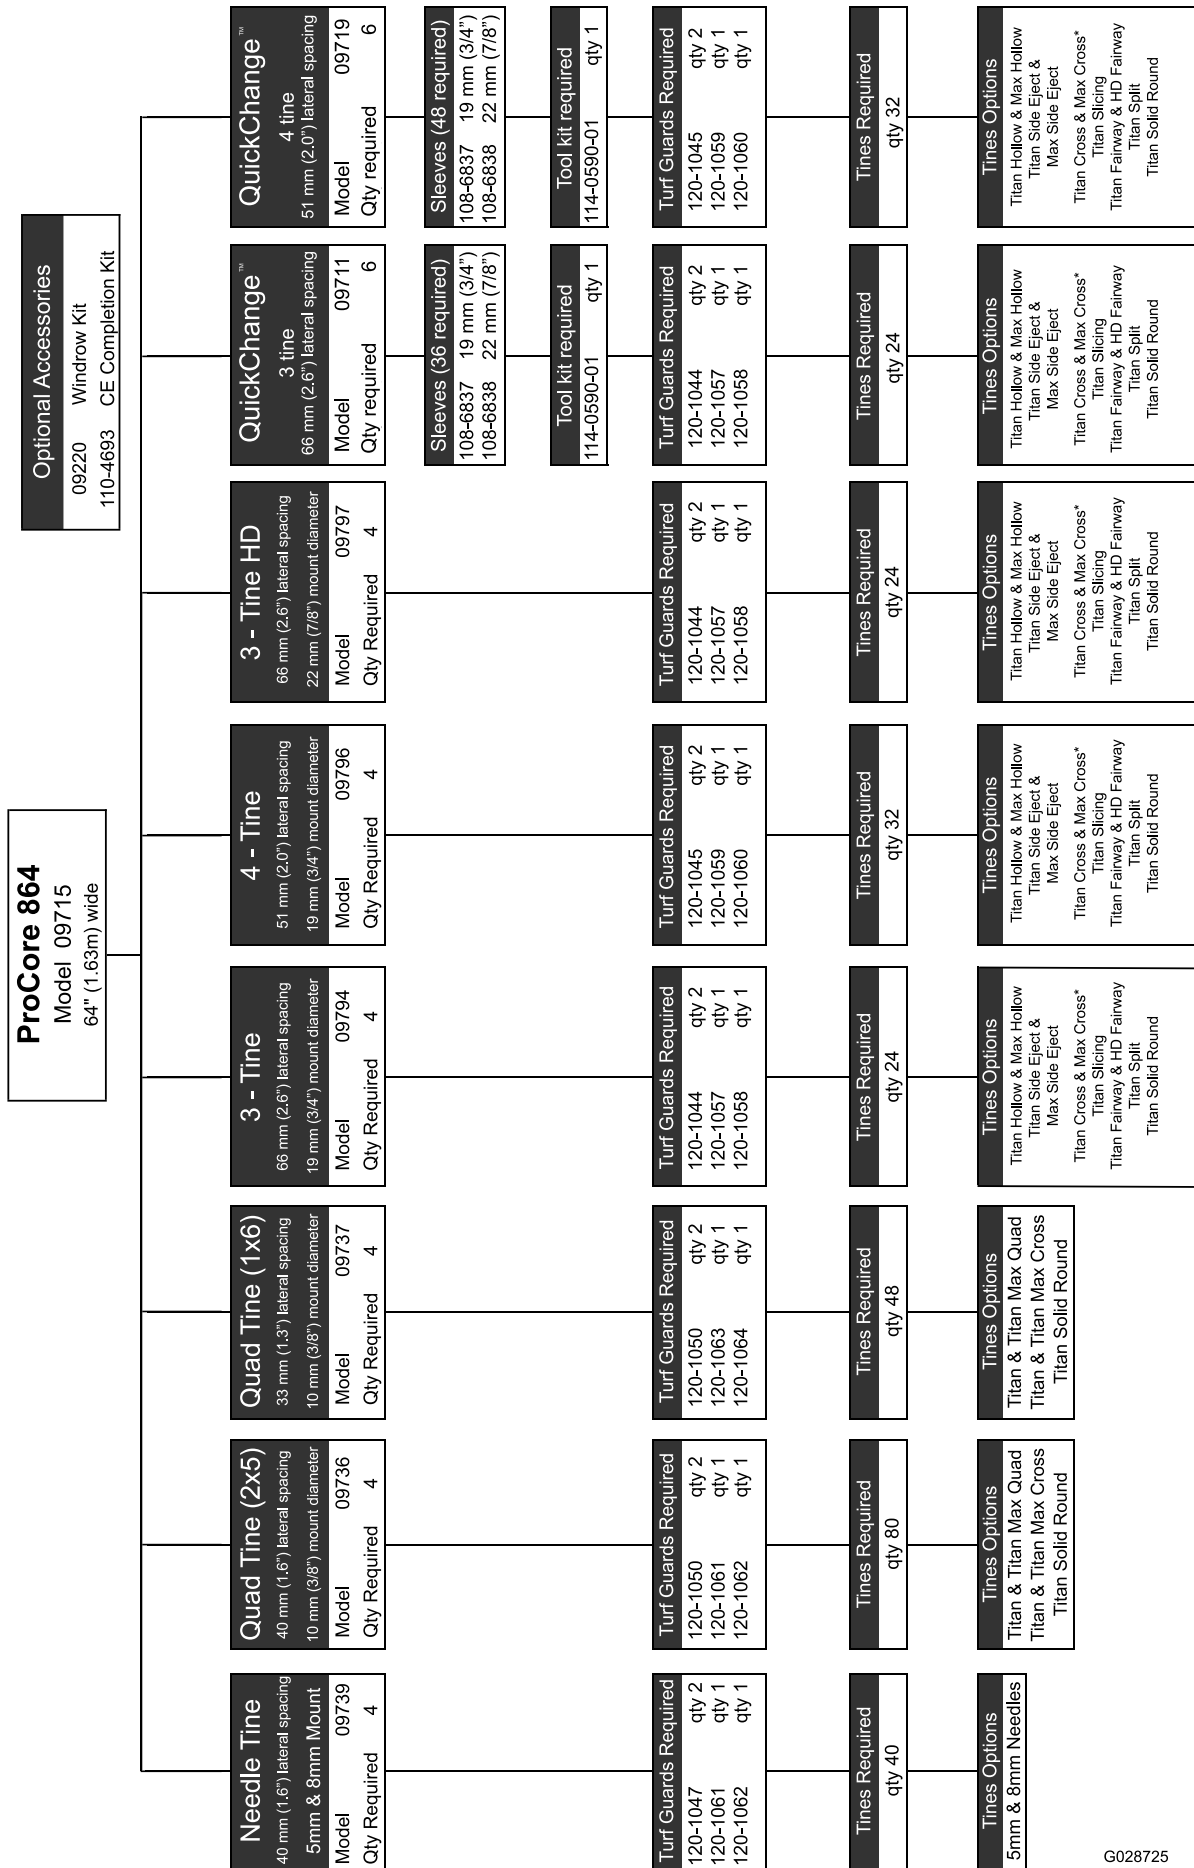 ProCore 864
Model 09715
64" (1.63m) wide
Optional Accessories
09220 Windrow Kit
110-4693 CE Completion Kit
Needle Tine
40 mm (1.6") lateral spacing
5mm & 8mm Mount
Model 09739
Qty Required 4
Turf Guards Required
120-1047 qty 2
120-1061 qty 1
120-1062 qty 1
Tines Required
qty 40
Tines Options
5mm & 8mm Needles
Quad Tine (2x5)
40 mm (1.6") lateral spacing
10 mm (3/8") mount diameter
Model 09736
Qty Required 4
Turf Guards Required
120-1050 qty 2
120-1061 qty 1
120-1062 qty 1
Tines Required
qty 80
Tines Options
Titan & Titan Max Quad
Titan & Titan Max Cross
Titan Solid Round
Quad Tine (1x6)
33 mm (1.3") lateral spacing
10 mm (3/8") mount diameter
Model 09737
Qty Required 4
Turf Guards Required
120-1050 qty 2
120-1063 qty 1
120-1064 qty 1
Tines Required
qty 48
Tines Options
Titan & Titan Max Quad
Titan & Titan Max Cross
Titan Solid Round
3 - Tine
66 mm (2.6") lateral spacing
19 mm (3/4") mount diameter
Model 09794
Qty Required 4
Turf Guards Required
120-1044 qty 2
120-1057 qty 1
120-1058 qty 1
Tines Required
qty 24
Tines Options
Titan Hollow & Max Hollow
Titan Side Eject &
Max Side Eject
Titan Cross & Max Cross*
Titan Slicing
Titan Fairway & HD Fairway
Titan Split
Titan Solid Round
4 - Tine
51 mm (2.0") lateral spacing
19 mm (3/4") mount diameter
Model 09796
Qty Required 4
Turf Guards Required
120-1045 qty 2
120-1059 qty 1
120-1060 qty 1
Tines Required
qty 32
Tines Options
Titan Hollow & Max Hollow
Titan Side Eject &
Max Side Eject
Titan Cross & Max Cross*
Titan Slicing
Titan Fairway & HD Fairway
Titan Split
Titan Solid Round
3 - Tine HD
66 mm (2.6") lateral spacing
22 mm (7/8") mount diameter
Model 09797
Qty Required 4
Turf Guards Required
120-1044 qty 2
120-1057 qty 1
120-1058 qty 1
Tines Required
qty 24
Tines Options
Titan Hollow & Max Hollow
Titan Side Eject &
Max Side Eject
Titan Cross & Max Cross*
Titan Slicing
Titan Fairway & HD Fairway
Titan Split
Titan Solid Round
QuickChange™
3 tine
66 mm (2.6") lateral spacing
Model 09711
Qty required 6
Sleeves (36 required)
108-6837 19 mm (3/4")
108-6838 22 mm (7/8")
Tool kit required
114-0590-01 qty 1
Turf Guards Required
120-1044 qty 2
120-1057 qty 1
120-1058 qty 1
Tines Required
qty 24
Tines Options
Titan Hollow & Max Hollow
Titan Side Eject &
Max Side Eject
Titan Cross & Max Cross*
Titan Slicing
Titan Fairway & HD Fairway
Titan Split
Titan Solid Round
QuickChange™
4 tine
51 mm (2.0") lateral spacing
Model 09719
Qty required 6
Sleeves (48 required)
108-6837 19 mm (3/4")
108-6838 22 mm (7/8")
Tool kit required
114-0590-01 qty 1
Turf Guards Required
120-1045 qty 2
120-1059 qty 1
120-1060 qty 1
Tines Required
qty 32
Tines Options
Titan Hollow & Max Hollow
Titan Side Eject &
Max Side Eject
Titan Cross & Max Cross*
Titan Slicing
Titan Fairway & HD Fairway
Titan Split
Titan Solid Round
G028725